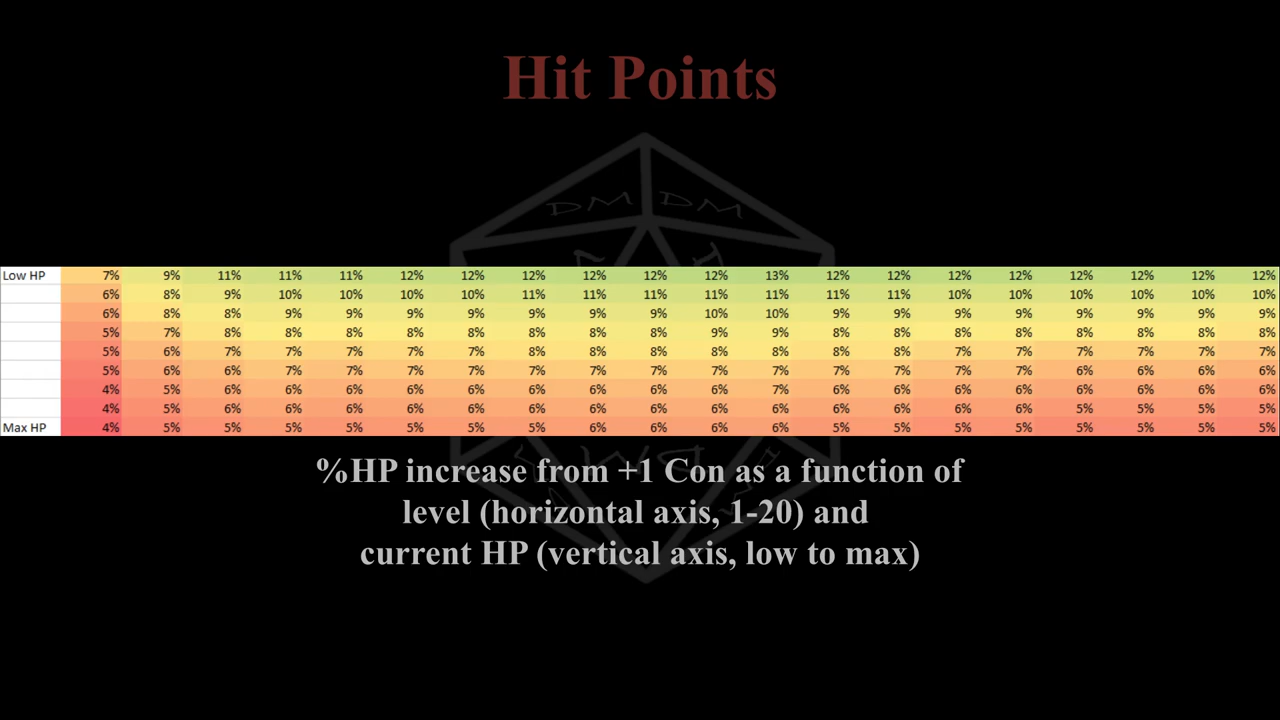 Hit Points
DM DM
Low HP 7% 9% 11% 11% 11% 12% 12% 12% 12% 12% 12% 13% 12% 12% 12% 12% 12% 12% 12% 12%
6% 8% 9% 10% 10% 10% 10% 11% 11% 11% 11% 11% 11% 11% 10% 10% 10% 10% 10% 10%
6% 8% 8% 9% 9% 9% 9% 9% 9% 9% 10% 10% 9% 9% 9% 9% 9% 9% 9% 9%
5% 7% 8% 8% 8% 8% 8% 8% 8% 8% 9% 9% 8% 8% 8% 8% 8% 8% 8% 8%
5% 6% 7% 7% 7% 7% 7% 8% 8% 8% 8% 8% 8% 8% 7% 7% 7% 7% 7% 7%
5% 6% 6% 7% 7% 7% 7% 7% 7% 7% 7% 7% 7% 7% 7% 7% 6% 6% 6% 6%
4% 5% 6% 6% 6% 6% 6% 6% 6% 6% 6% 7% 6% 6% 6% 6% 6% 6% 6% 6%
4% 5% 6% 6% 6% 6% 6% 6% 6% 6% 6% 6% 6% 6% 6% 6% 5% 5% 5% 5%
Max HP 4% 5% 5% 5% 5% 5% 5% 5% 6% 6% 6% 6% 5% 5% 5% 5% 5% 5% 5% 5%
%HP increase from +1 Con as a function of
level (horizontal axis, 1-20) and
current HP (vertical axis, low to max)